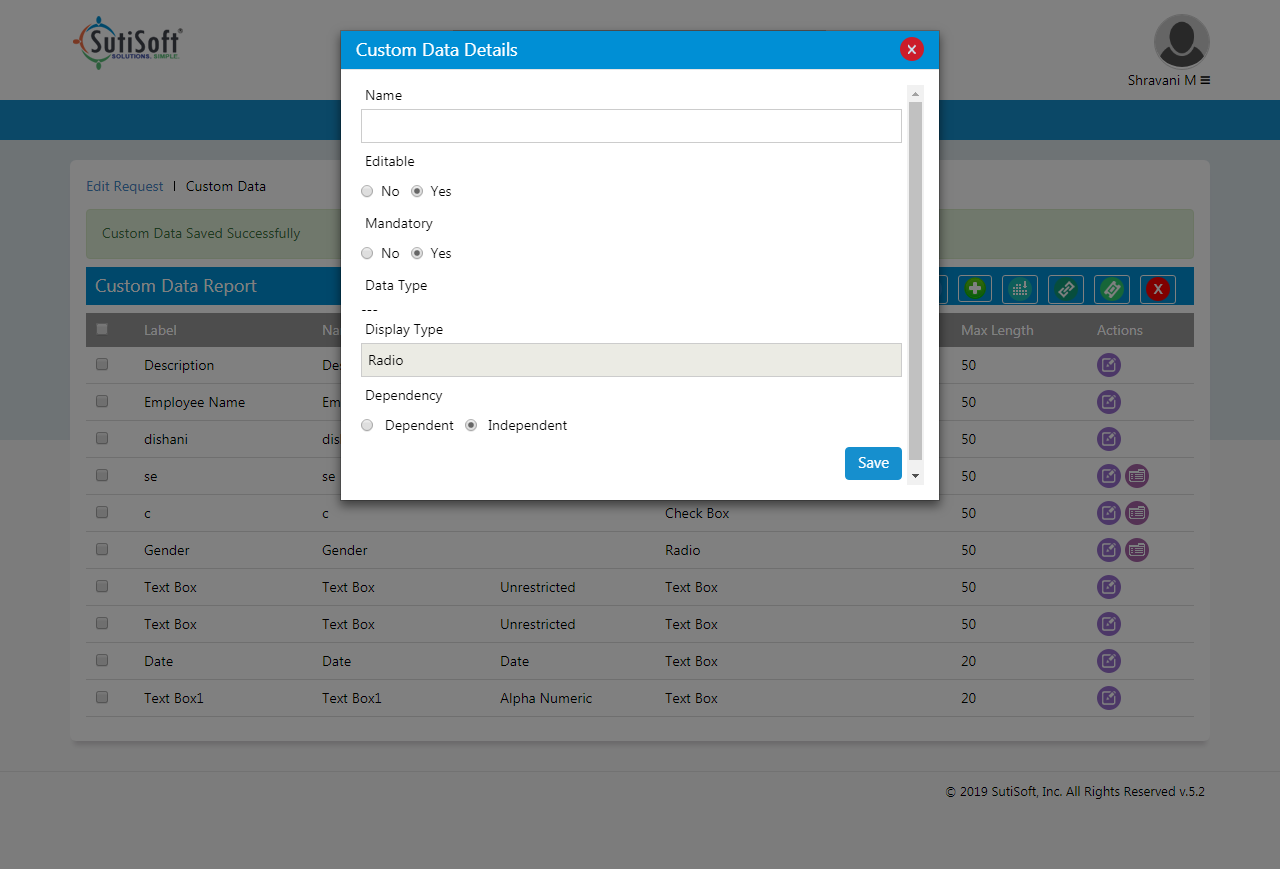 SutiSoft
SOLUTIONS. SIMPLE.
Shravani M
Custom Data Details
X
Name
Editable
No Yes
Mandatory
No Yes
Data Type
---
Display Type
Radio
Dependency
Dependent Independent
Save
Edit Request | Custom Data
Custom Data Saved Successfully
Custom Data Report
X
Label Na Max Length Actions
Description De 50
Employee Name Em 50
dishani dis 50
se se 50
c c Check Box 50
Gender Gender Radio 50
Text Box Text Box Unrestricted Text Box 50
Text Box Text Box Unrestricted Text Box 50
Date Date Date Text Box 20
Text Box1 Text Box1 Alpha Numeric Text Box 20
© 2019 SutiSoft, Inc. All Rights Reserved v.5.2